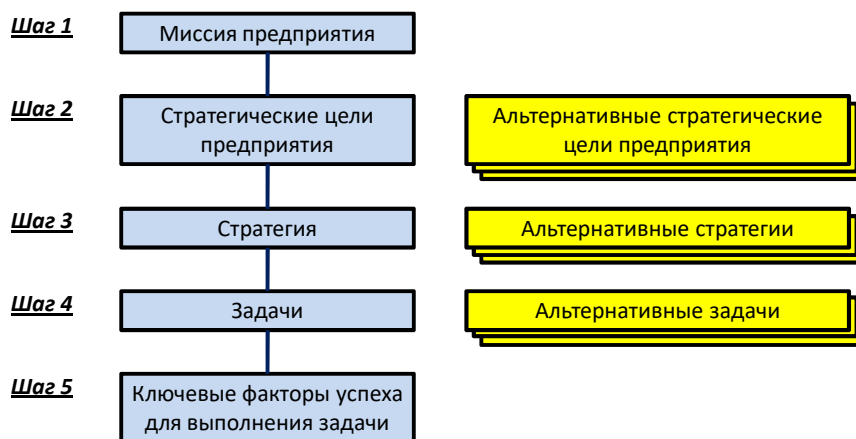 Шаг 1
Миссия предприятия
Шаг 2
Стратегические цели
предприятия
Альтернативные стратегические
цели предприятия
Шаг 3
Стратегия
Альтернативные стратегии
Шаг 4
Задачи
Альтернативные задачи
Шаг 5
Ключевые факторы успеха
для выполнения задачи